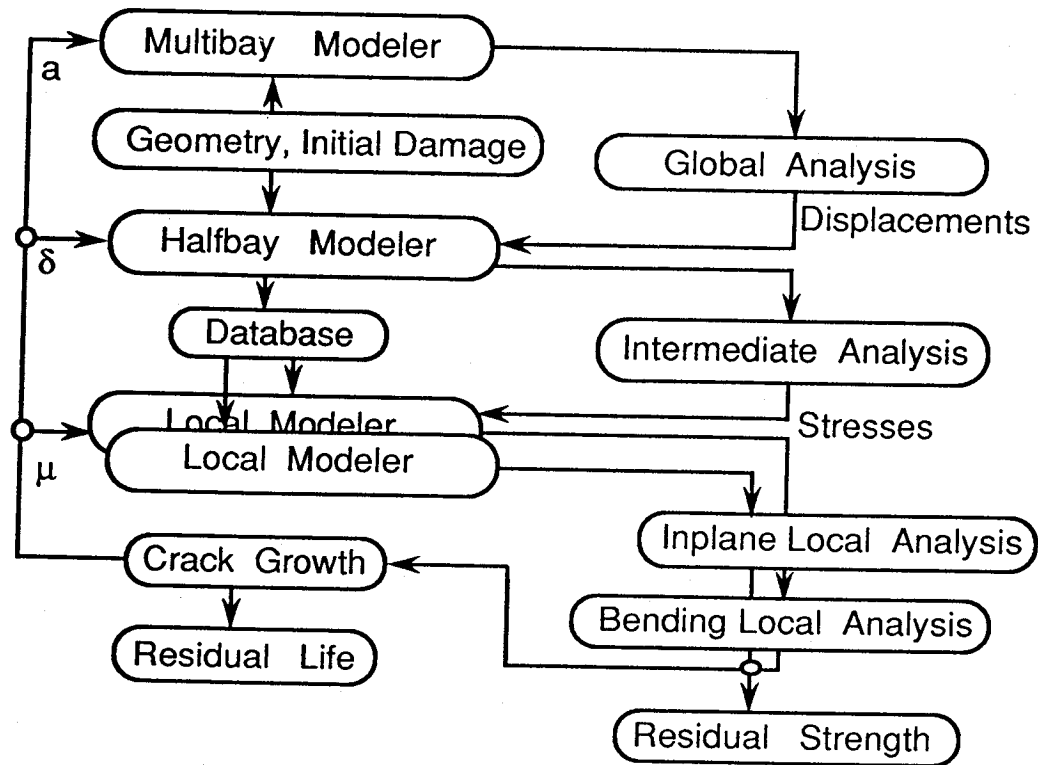 Multibay Modeler
a
Geometry, Initial Damage
Global Analysis
Displacements
Halfbay Modeler
δ
Database
Intermediate Analysis
Local Modeler
Stresses
Local Modeler
μ
Inplane Local Analysis
Crack Growth
Bending Local Analysis
Residual Life
Residual Strength